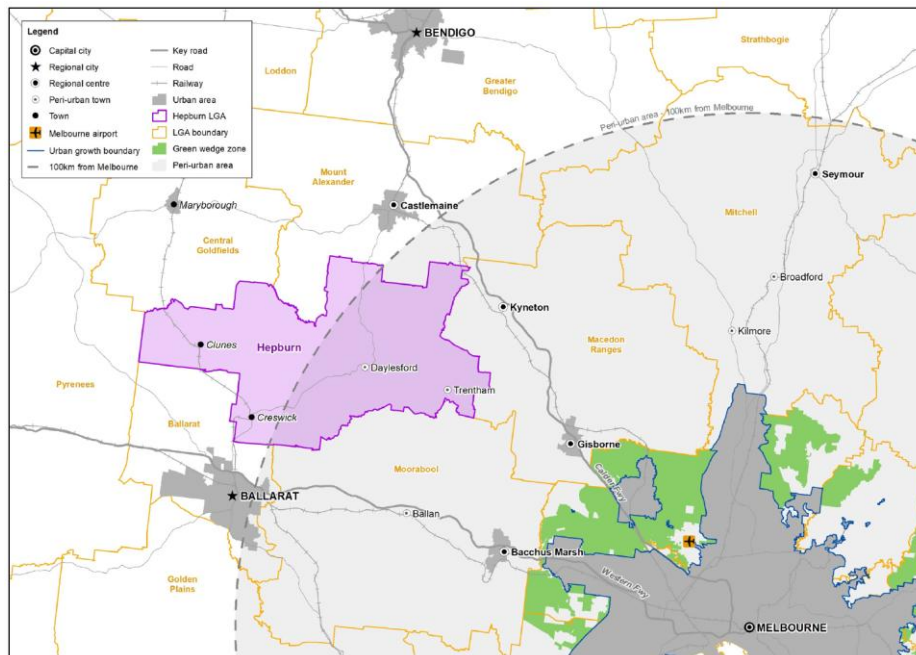 Legend
Capital city
Regional city
Regional centre
Peri-urban town
Town
Melbourne airport
Urban growth boundary
100km from Melbourne
Key road
Road
Railway
Urban area
Hepburn LGA
LGA boundary
Green wedge zone
Peri-urban area
BENDIGO
Strathbogie
Loddon
Greater
Bendigo
Peri-urban area - 100km from Melbourne
Mount
Alexander
Seymour
Maryborough
Castlemaine
Mitchell
Central
Goldfields
Broadford
Kyneton
Kilmore
Clunes
Hepburn
Macedon
Ranges
Daylesford
Pyrenees
Trentham
Creswick
Ballarat
Gisborne
Moorabool
Calder Fwy
BALLARAT
Ballan
Bacchus Marsh
Western Fwy
Golden
Plains
MELBOURNE